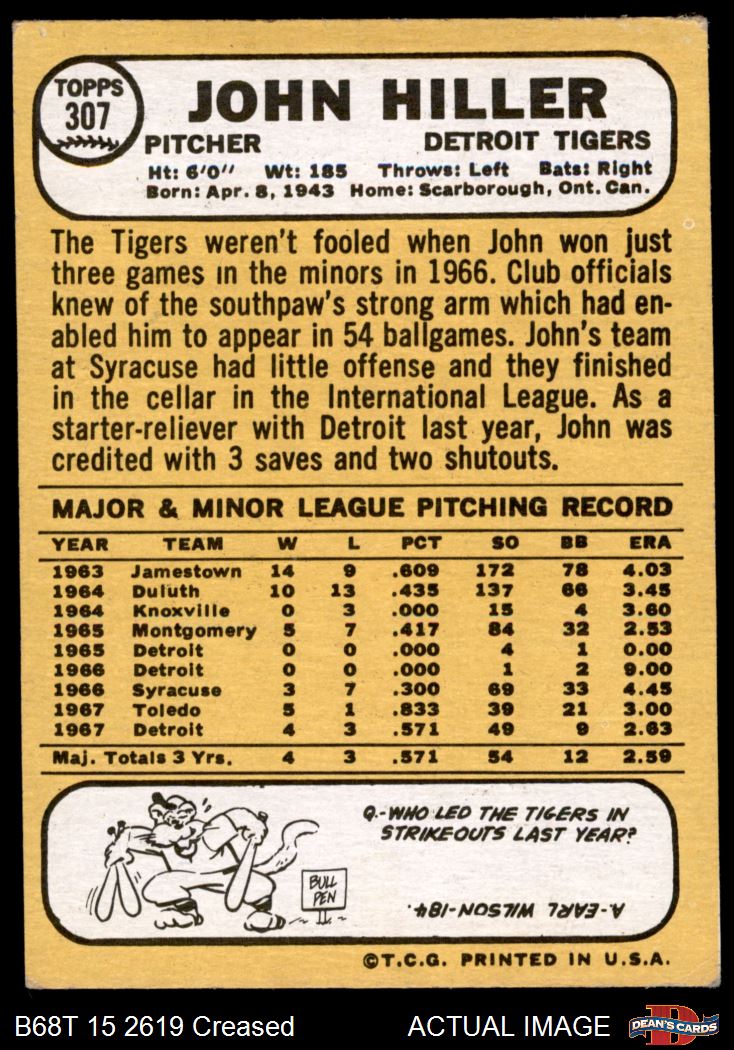 TOPPS
307
JOHN HILLER
PITCHER DETROIT TIGERS
Ht: 6'0" Wt: 185 Throws: Left Bats: Right
Born: Apr. 8, 1943 Home: Scarborough, Ont. Can.
The Tigers weren't fooled when John won just
three games in the minors in 1966. Club officials
knew of the southpaw's strong arm which had en-
abled him to appear in 54 ballgames. John's team
at Syracuse had little offense and they finished
in the cellar in the International League. As a
starter-reliever with Detroit last year, John was
credited with 3 saves and two shutouts.
MAJOR & MINOR LEAGUE PITCHING RECORD
YEAR TEAM W L PCT SO BB ERA
1963 Jamestown 14 9 .609 172 78 4.03
1964 Duluth 10 13 .435 137 66 3.45
1964 Knoxville 0 3 .000 15 4 3.60
1965 Montgomery 5 7 .417 84 32 2.53
1965 Detroit 0 0 .000 4 1 0.00
1966 Detroit 0 0 .000 1 2 9.00
1966 Syracuse 3 7 .300 69 33 4.45
1967 Toledo 5 1 .833 39 21 3.00
1967 Detroit 4 3 .571 49 9 2.63
Maj. Totals 3 Yrs. 4 3 .571 54 12 2.59
BULL
PEN
Q.-WHO LED THE TIGERS IN
STRIKEOUTS LAST YEAR?
A.-EARL WILSON-184.
©T.C.G. PRINTED IN U.S.A.
B68T 15 2619 Creased ACTUAL IMAGE
D
DEAN'S CARDS